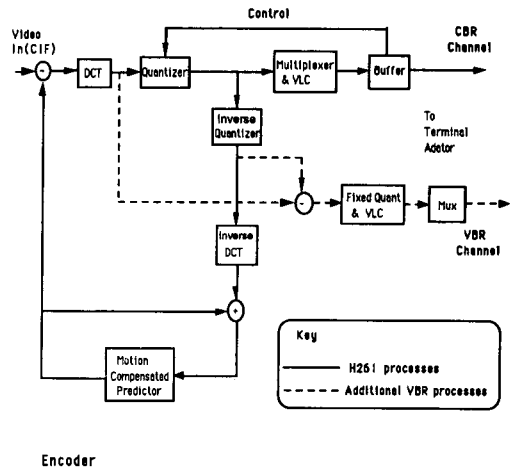 Control
Video
In(CIF)
CBR
Channel
-
DCT
Quantizer
Multiplexer
& VLC
Buffer
Inverse
Quantizer
To
Terminal
Adator
-
Fixed Quant
& VLC
Mux
VBR
Channel
Inverse
DCT
+
Key
H261 processes
Additional VBR processes
Motion
Compensated
Predictor
Encoder